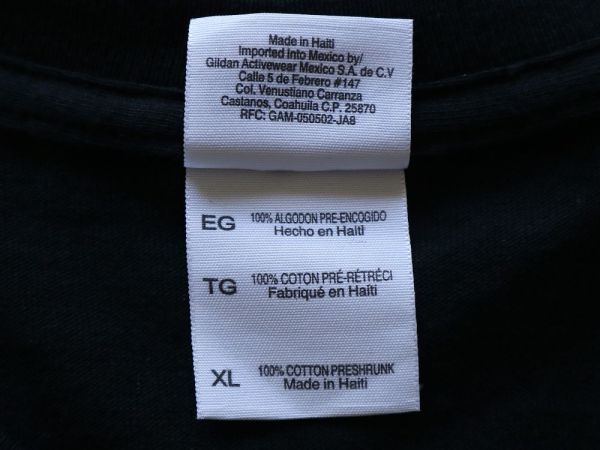 Made in Haiti
Imported into Mexico by/
Gildan Activewear Mexico S.A. de C.V
Calle 5 de Febrero #147
Col. Venustiano Carranza
Castanos, Coahuila C.P. 25870
RFC: GAM-050502-JA8
EG 100% ALGODON PRE-ENCOGIDO
Hecho en Haiti
TG 100% COTON PRÉ-RÉTRÉCI
Fabriqué en Haïti
XL 100% COTTON PRESHRUNK
Made in Haiti